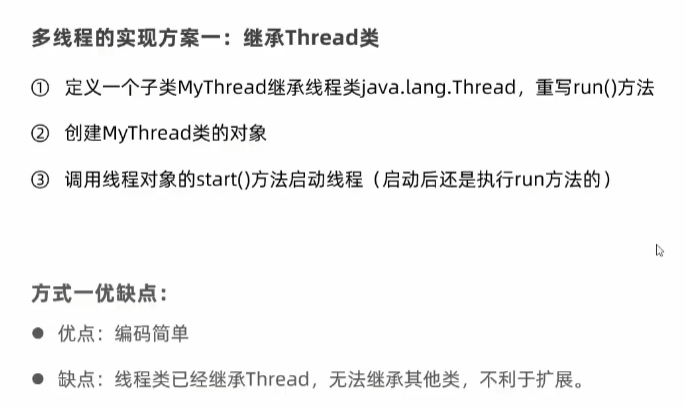 多线程的实现方案一：继承Thread类
① 定义一个子类MyThread继承线程类java.lang.Thread，重写run()方法
② 创建MyThread类的对象
③ 调用线程对象的start()方法启动线程（启动后还是执行run方法的）
方式一优缺点：
● 优点：编码简单
● 缺点：线程类已经继承Thread，无法继承其他类，不利于扩展。